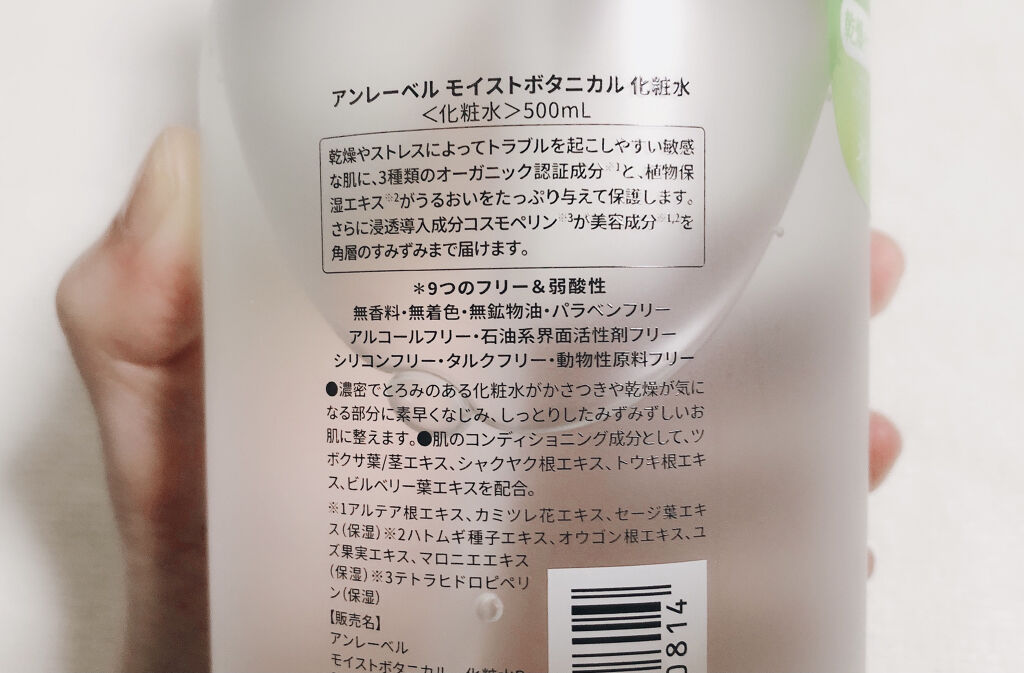 アンレーベル モイストボタニカル 化粧水
＜化粧水＞500mL
乾燥やストレスによってトラブルを起こしやすい敏感
な肌に、3種類のオーガニック認証成分※1と、植物保
湿エキス※2がうるおいをたっぷり与えて保護します。
さらに浸透導入成分コスモペリン※3が美容成分※1,2を
角層のすみずみまで届けます。
＊9つのフリー＆弱酸性
無香料・無着色・無鉱物油・パラベンフリー
アルコールフリー・石油系界面活性剤フリー
シリコンフリー・タルクフリー・動物性原料フリー
●濃密でとろみのある化粧水がかさつきや乾燥が気に
なる部分に素早くなじみ、しっとりしたみずみずしいお
肌に整えます。●肌のコンディショニング成分として、ツ
ボクサ葉/茎エキス、シャクヤク根エキス、トウキ根エキ
ス、ビルベリー葉エキスを配合。
※1アルテア根エキス、カミツレ花エキス、セージ葉エキ
ス(保湿)※2ハトムギ種子エキス、オウゴン根エキス、ユ
ズ果実エキス、マロニエエキス
(保湿)※3テトラヒドロピペリ
ン(保湿)
【販売名】
アンレーベル
モイストボタニカル 化粧水
0814